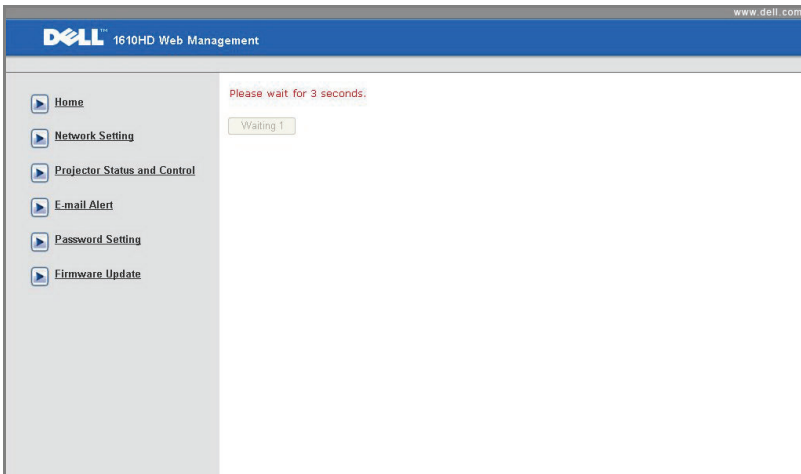 www.dell.com
DELL™ 1610HD Web Management
Home
Network Setting
Projector Status and Control
E-mail Alert
Password Setting
Firmware Update
Please wait for 3 seconds.
Waiting 1